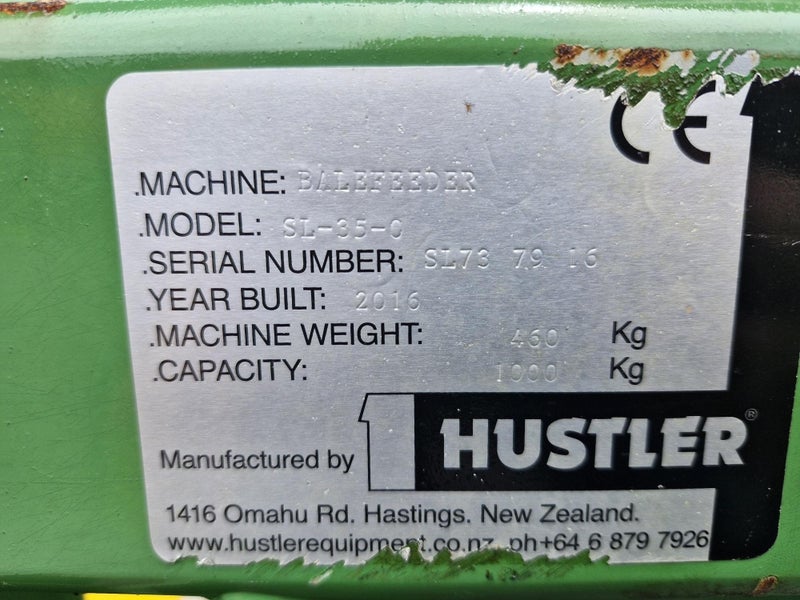 CE
.MACHINE: BALEFEEDER
.MODEL: SL-35-0
.SERIAL NUMBER: SL73 79 16
.YEAR BUILT: 2016
.MACHINE WEIGHT: 460 Kg
.CAPACITY: 1000 Kg
Manufactured by 1 HUSTLER®
1416 Omahu Rd. Hastings. New Zealand.
www.hustlerequipment.co.nz ph+64 6 879 7926